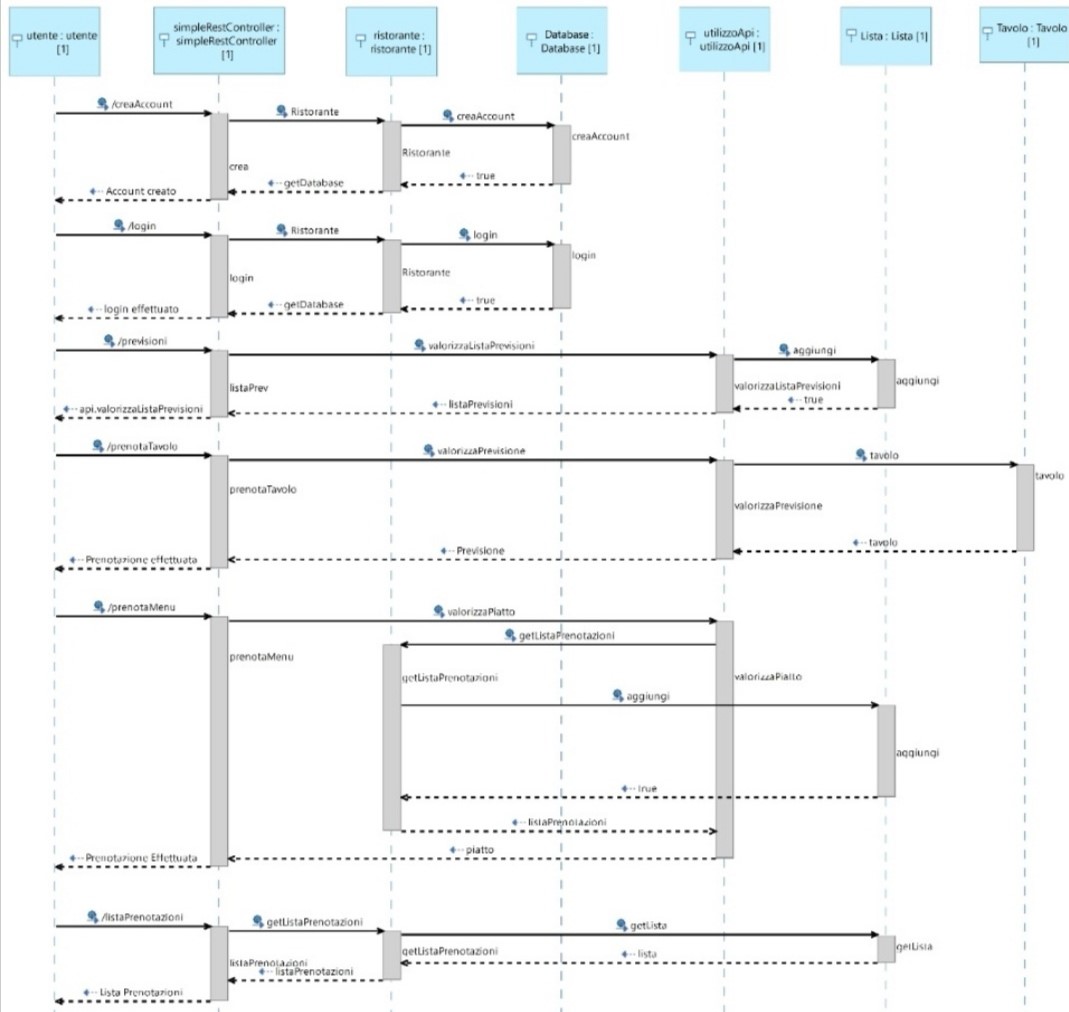 utente : utente
[1]
simpleRestController :
simpleRestController
[1]
ristorante :
ristorante [1]
Database :
Database [1]
utilizzoApi :
utilizzoApi [1]
Lista : Lista [1]
Tavolo : Tavolo
[1]
/creaAccount
Ristorante
creaAccount
creaAccount
Ristorante
crea
true
getDatabase
Account creato
/login
Ristorante
login
login
Ristorante
login
true
getDatabase
login effettuato
/previsioni
valorizzaListaPrevisioni
aggiungi
aggiungi
listaPrev
valorizzaListaPrevisioni
true
listaPrevisioni
api.valorizzaListaPrevisioni
/prenotaTavolo
valorizzaPrevisione
tavolo
tavolo
prenotaTavolo
valorizzaPrevisione
tavolo
Previsione
Prenotazione effettuata
/prenotaMenu
valorizzaPiatto
getListaPrenotazioni
prenotaMenu
getListaPrenotazioni
valorizzaPiatto
aggiungi
aggiungi
true
listaPrenotazioni
piatto
Prenotazione Effettuata
/listaPrenotazioni
getListaPrenotazioni
getLista
getLista
getListaPrenotazioni
lista
listaPrenotazioni
listaPrenotazioni
Lista Prenotazioni